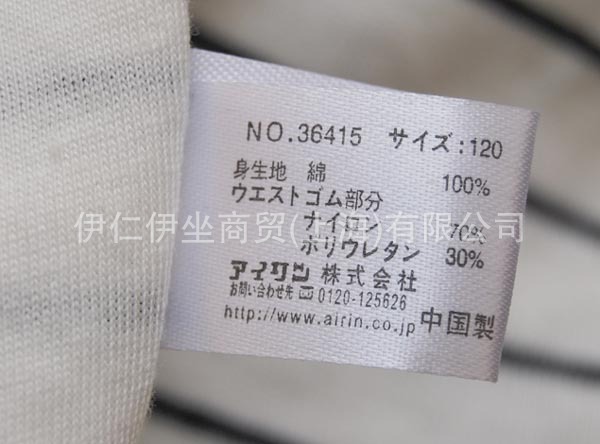 NO.36415 サイズ:120
身生地 綿 100%
ウエストゴム部分
ナイロン 70%
ポリウレタン 30%
アイリン株式会社
お問い合わせ先 0120-125626
http://www.airin.co.jp 中国製
伊仁伊坐商贸(上海)有限公司